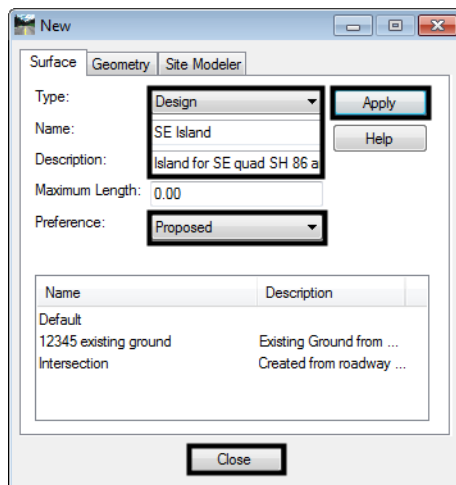 New
Surface Geometry Site Modeler
Type: Design Apply
Name: SE Island Help
Description: Island for SE quad SH 86 a
Maximum Length: 0.00
Preference: Proposed
Name Description
Default
12345 existing ground Existing Ground from ...
Intersection Created from roadway ...
Close